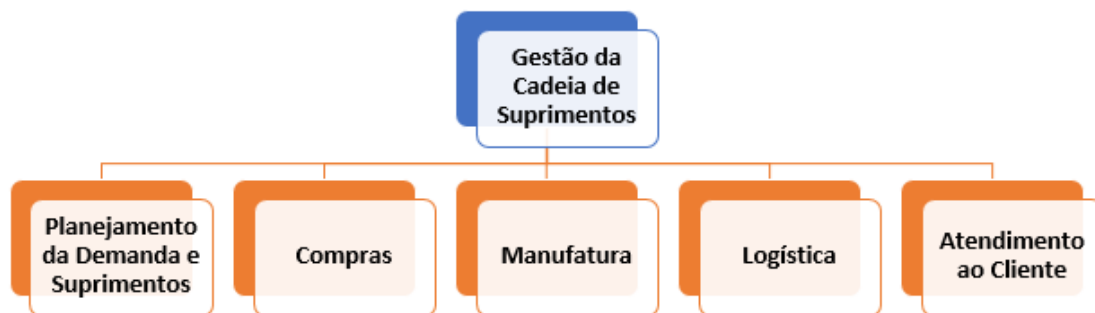 Gestão da
Cadeia de
Suprimentos
Planejamento
da Demanda e
Suprimentos
Compras
Manufatura
Logística
Atendimento
ao Cliente